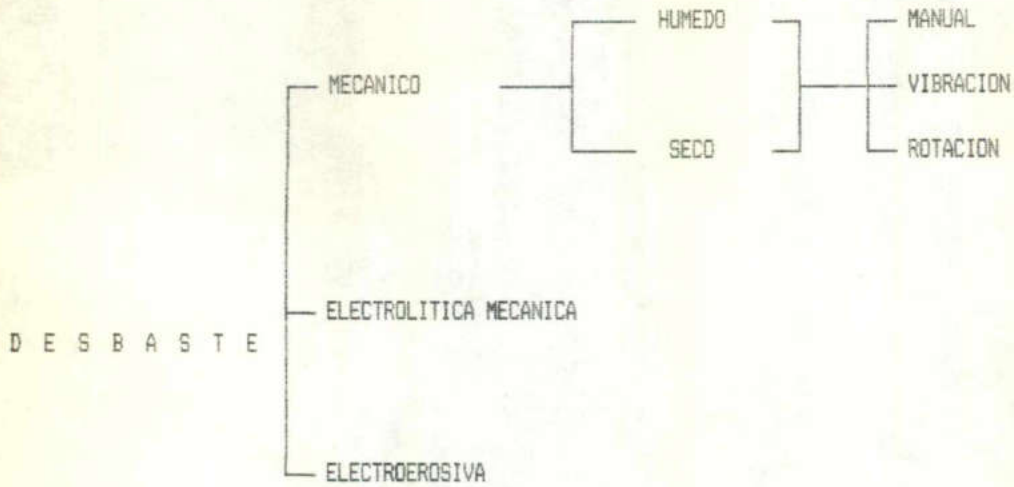 HUMEDO
MANUAL
MECANICO
VIBRACION
SECO
ROTACION
ELECTROLITICA MECANICA
D E S B A S T E
ELECTROEROSIVA